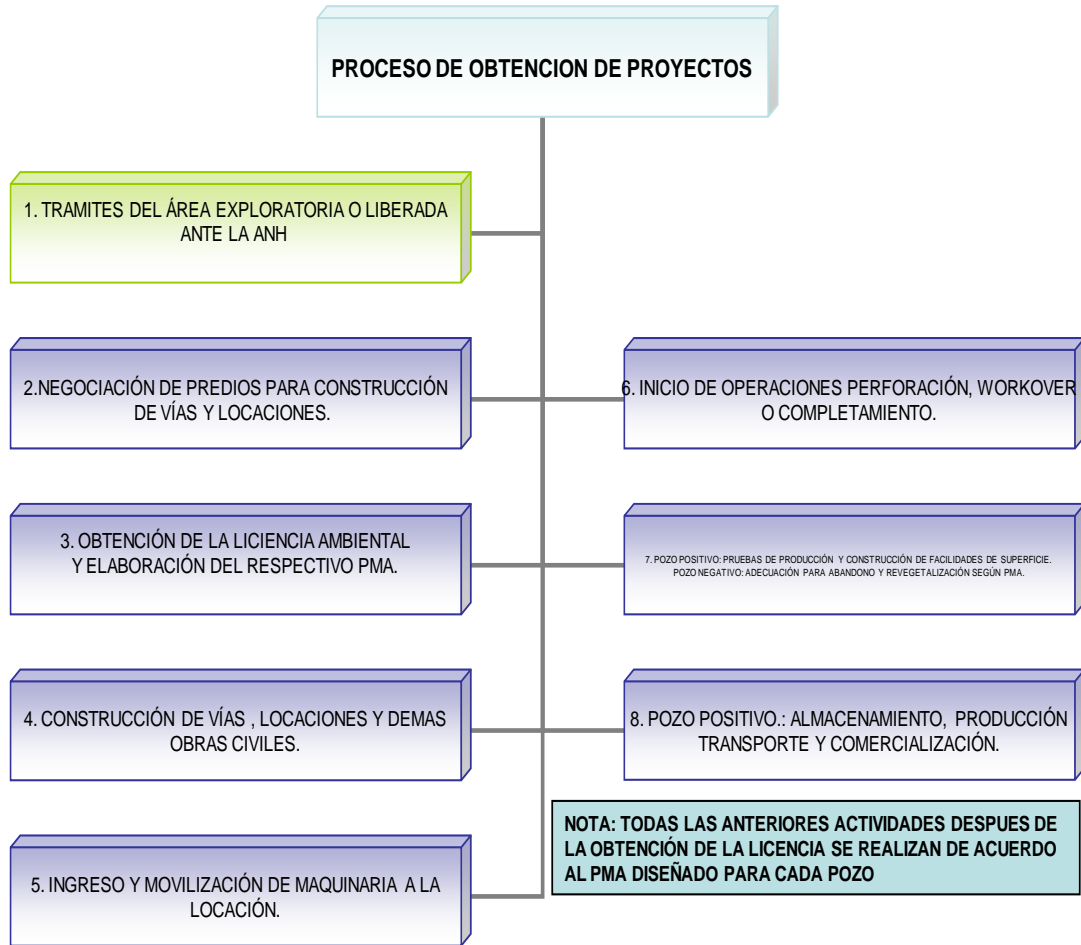 PROCESO DE OBTENCION DE PROYECTOS
1. TRAMITES DEL ÁREA EXPLORATORIA O LIBERADA
ANTE LA ANH
2.NEGOCIACIÓN DE PREDIOS PARA CONSTRUCCIÓN
DE VÍAS Y LOCACIONES.
3. OBTENCIÓN DE LA LICIENCIA AMBIENTAL
Y ELABORACIÓN DEL RESPECTIVO PMA.
4. CONSTRUCCIÓN DE VÍAS , LOCACIONES Y DEMAS
OBRAS CIVILES.
5. INGRESO Y MOVILIZACIÓN DE MAQUINARIA A LA
LOCACIÓN.
6. INICIO DE OPERACIONES PERFORACIÓN, WORKOVER
O COMPLETAMIENTO.
7. POZO POSITIVO: PRUEBAS DE PRODUCCIÓN Y CONSTRUCCIÓN DE FACILIDADES DE SUPERFICIE.
POZO NEGATIVO: ADECUACIÓN PARA ABANDONO Y REVEGETALIZACIÓN SEGÚN PMA.
8. POZO POSITIVO.: ALMACENAMIENTO, PRODUCCIÓN
TRANSPORTE Y COMERCIALIZACIÓN.
NOTA: TODAS LAS ANTERIORES ACTIVIDADES DESPUES DE
LA OBTENCIÓN DE LA LICENCIA SE REALIZAN DE ACUERDO
AL PMA DISEÑADO PARA CADA POZO